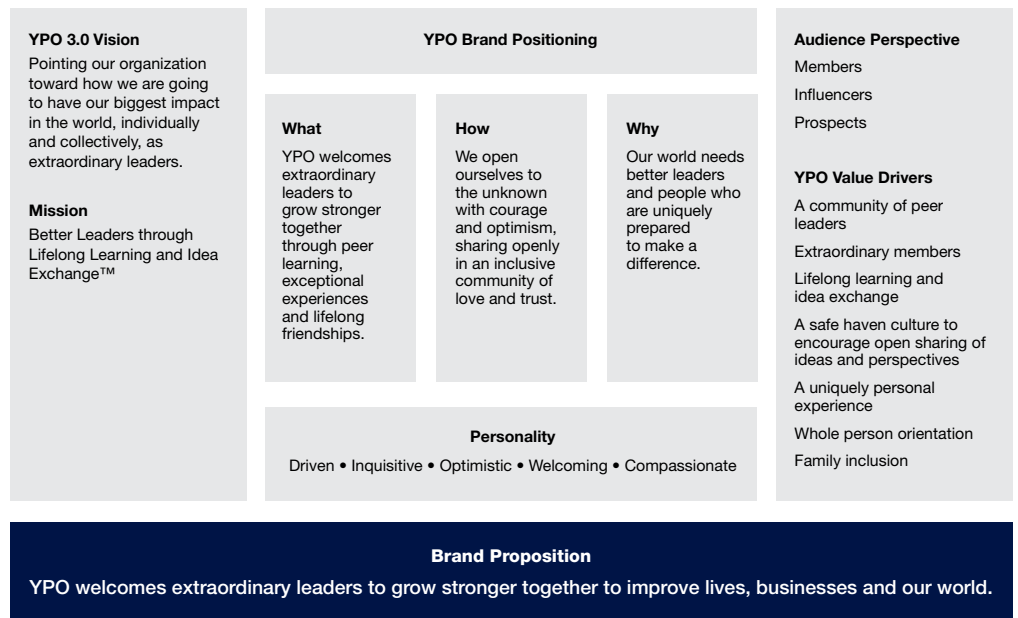 YPO 3.0 Vision
Pointing our organization
toward how we are going
to have our biggest impact
in the world, individually
and collectively, as
extraordinary leaders.
Mission
Better Leaders through
Lifelong Learning and Idea
Exchange™
YPO Brand Positioning
What
YPO welcomes
extraordinary
leaders to
grow stronger
together
through peer
learning,
exceptional
experiences
and lifelong
friendships.
How
We open
ourselves to
the unknown
with courage
and optimism,
sharing openly
in an inclusive
community of
love and trust.
Why
Our world needs
better leaders
and people who
are uniquely
prepared
to make a
difference.
Personality
Driven • Inquisitive • Optimistic • Welcoming • Compassionate
Audience Perspective
Members
Influencers
Prospects
YPO Value Drivers
A community of peer
leaders
Extraordinary members
Lifelong learning and
idea exchange
A safe haven culture to
encourage open sharing of
ideas and perspectives
A uniquely personal
experience
Whole person orientation
Family inclusion
Brand Proposition
YPO welcomes extraordinary leaders to grow stronger together to improve lives, businesses and our world.